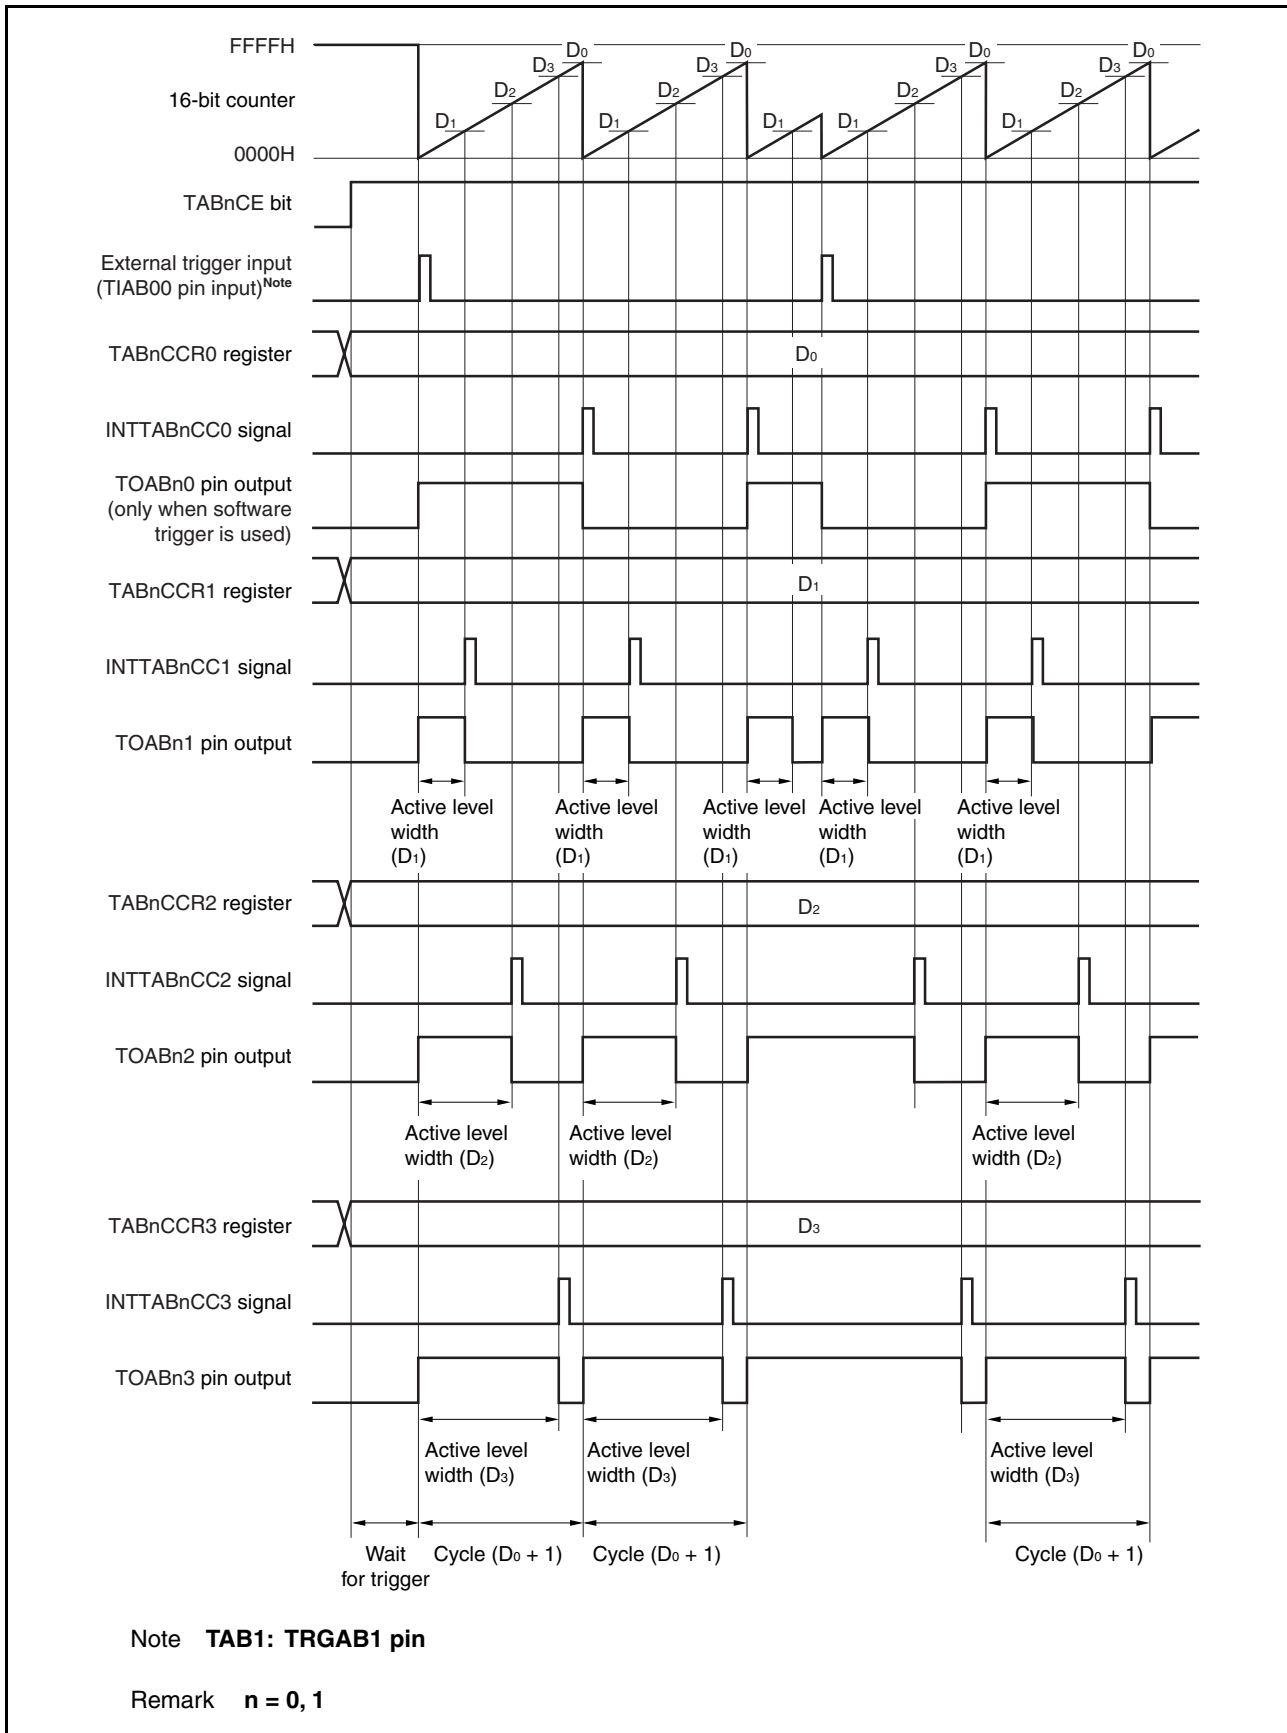 FFFFH
D0 D0 D0 D0
D3 D3 D3 D3
16-bit counter
D2 D2 D2 D2
D1 D1 D1 D1 D1
0000H
TABnCE bit
External trigger input
(TIAB00 pin input)Note
TABnCCR0 register
D0
INTTABnCC0 signal
TOABn0 pin output
(only when software
trigger is used)
TABnCCR1 register
D1
INTTABnCC1 signal
TOABn1 pin output
Active level Active level Active level Active level Active level
width width width width width
(D1) (D1) (D1) (D1) (D1)
TABnCCR2 register
D2
INTTABnCC2 signal
TOABn2 pin output
Active level Active level Active level
width (D2) width (D2) width (D2)
TABnCCR3 register
D3
INTTABnCC3 signal
TOABn3 pin output
Active level Active level Active level
width (D3) width (D3) width (D3)
Wait Cycle (D0 + 1) Cycle (D0 + 1) Cycle (D0 + 1)
for trigger
Note TAB1: TRGAB1 pin
Remark n = 0, 1